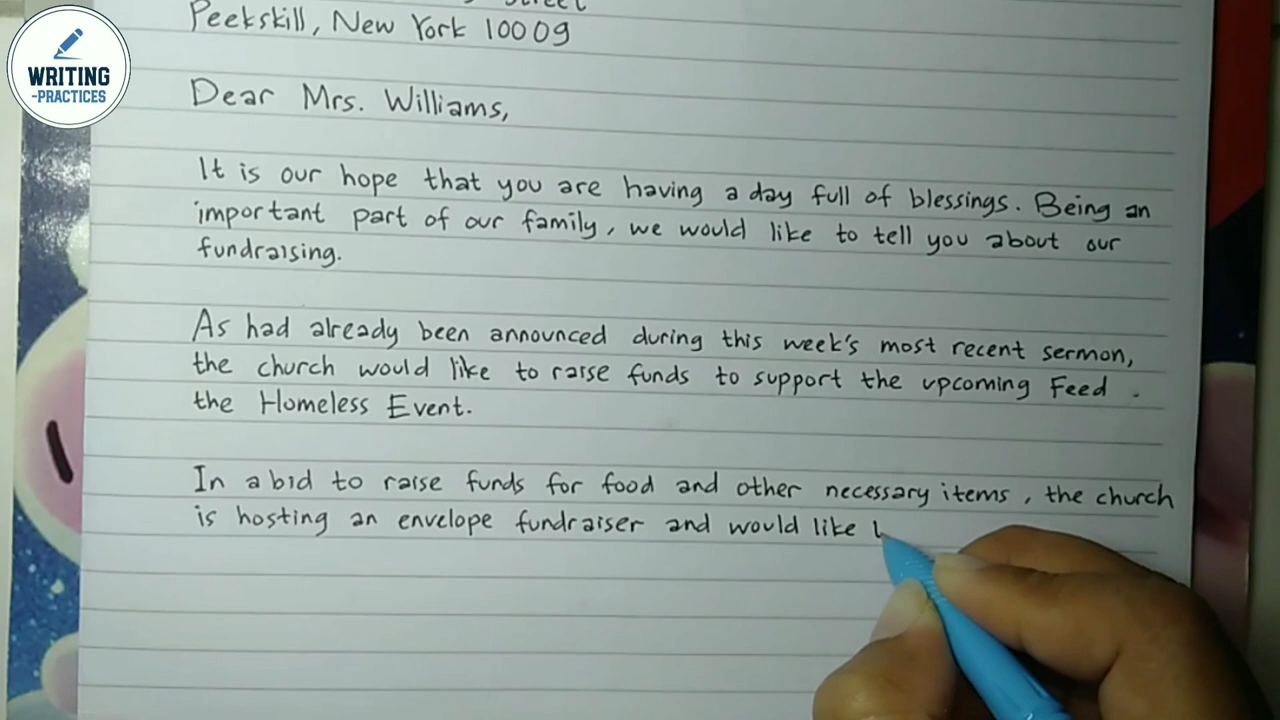 WRITING
-PRACTICES
Street
Peekskill, New York 10009
Dear Mrs. Williams,
It is our hope that you are having a day full of blessings. Being an
important part of our family, we would like to tell you about our
fundraising.
As had already been announced during this week's most recent sermon,
the church would like to raise funds to support the upcoming Feed.
the Homeless Event.
In a bid to raise funds for food and other necessary items, the church
is hosting an envelope fundraiser and would like